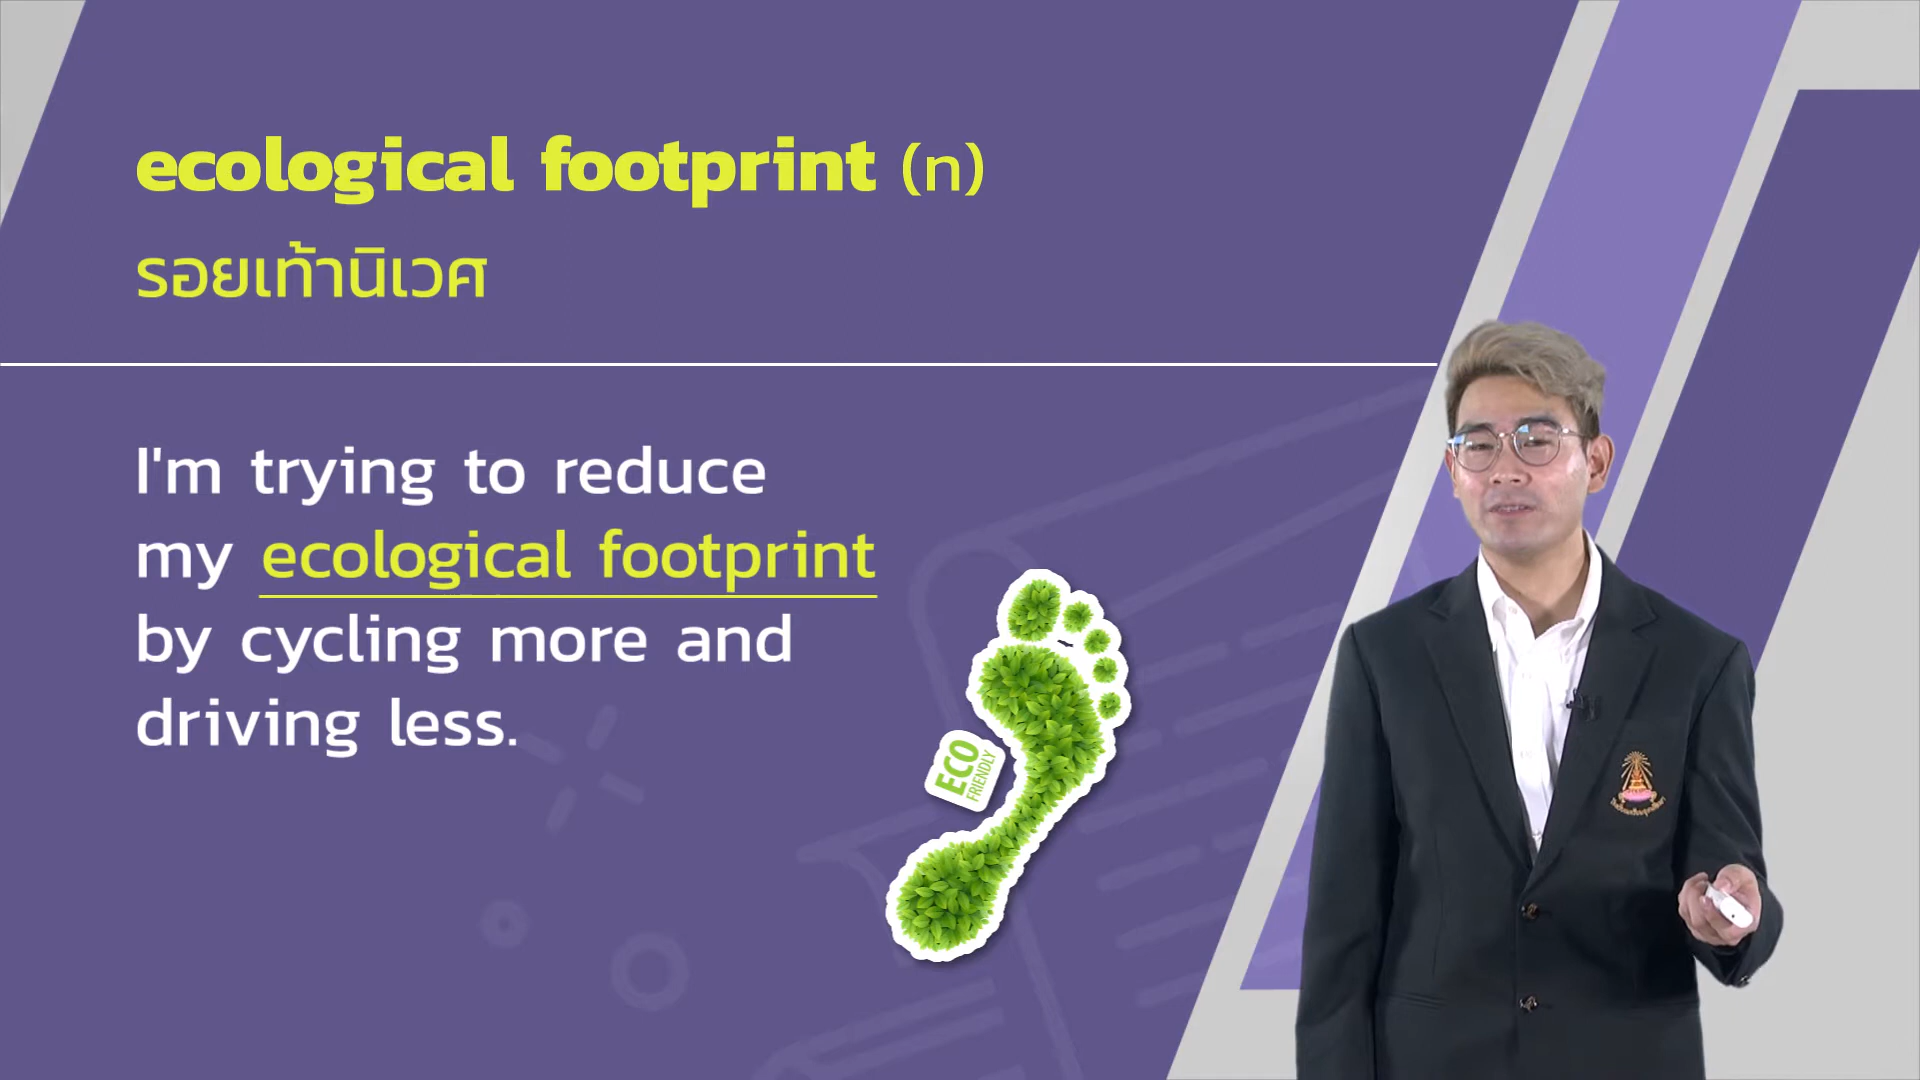 ecological footprint (n)
รอยเท้านิเวศ
I'm trying to reduce
my ecological footprint
by cycling more and
driving less.
ECO
FRIENDLY